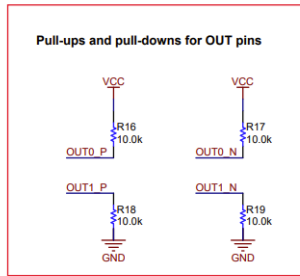 Pull-ups and pull-downs for OUT pins
VCC VCC
R16 R17
10.0k 10.0k
OUT0_P OUT0_N
OUT1_P OUT1_N
R18 R19
10.0k 10.0k
GND GND